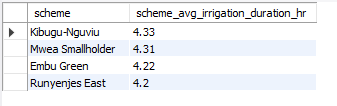 scheme scheme_avg_irrigation_duration_hr
Kibugu-Nguviu 4.33
Mwea Smallholder 4.31
Embu Green 4.22
Runyenjes East 4.2